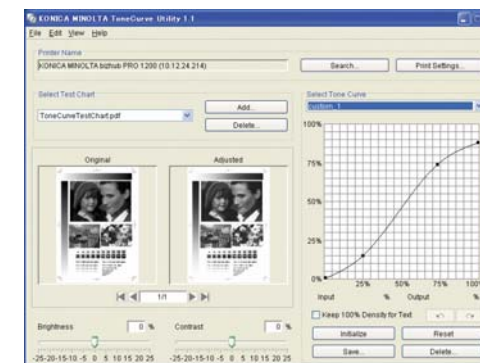 KONICA MINOLTA ToneCurve Utility 1.1
File Edit View Help
Printer Name
KONICA MINOLTA bizhub PRO 1200 (10.12.24.214)
Search...
Print Settings...
Select Test Chart
ToneCurveTestChart.pdf
Add...
Delete...
Select Tone Curve
custom_1
Original
Adjusted
1/1
100%
75%
50%
25%
0%
25% 50% 75% 100%
Input % Output %
Keep 100% Density for Text
Brightness 0 %
-25-20-15-10 -5 0 5 10 15 20 25
Contrast 0 %
-25-20-15-10 -5 0 5 10 15 20 25
Initialize
Reset
Save...
Delete...